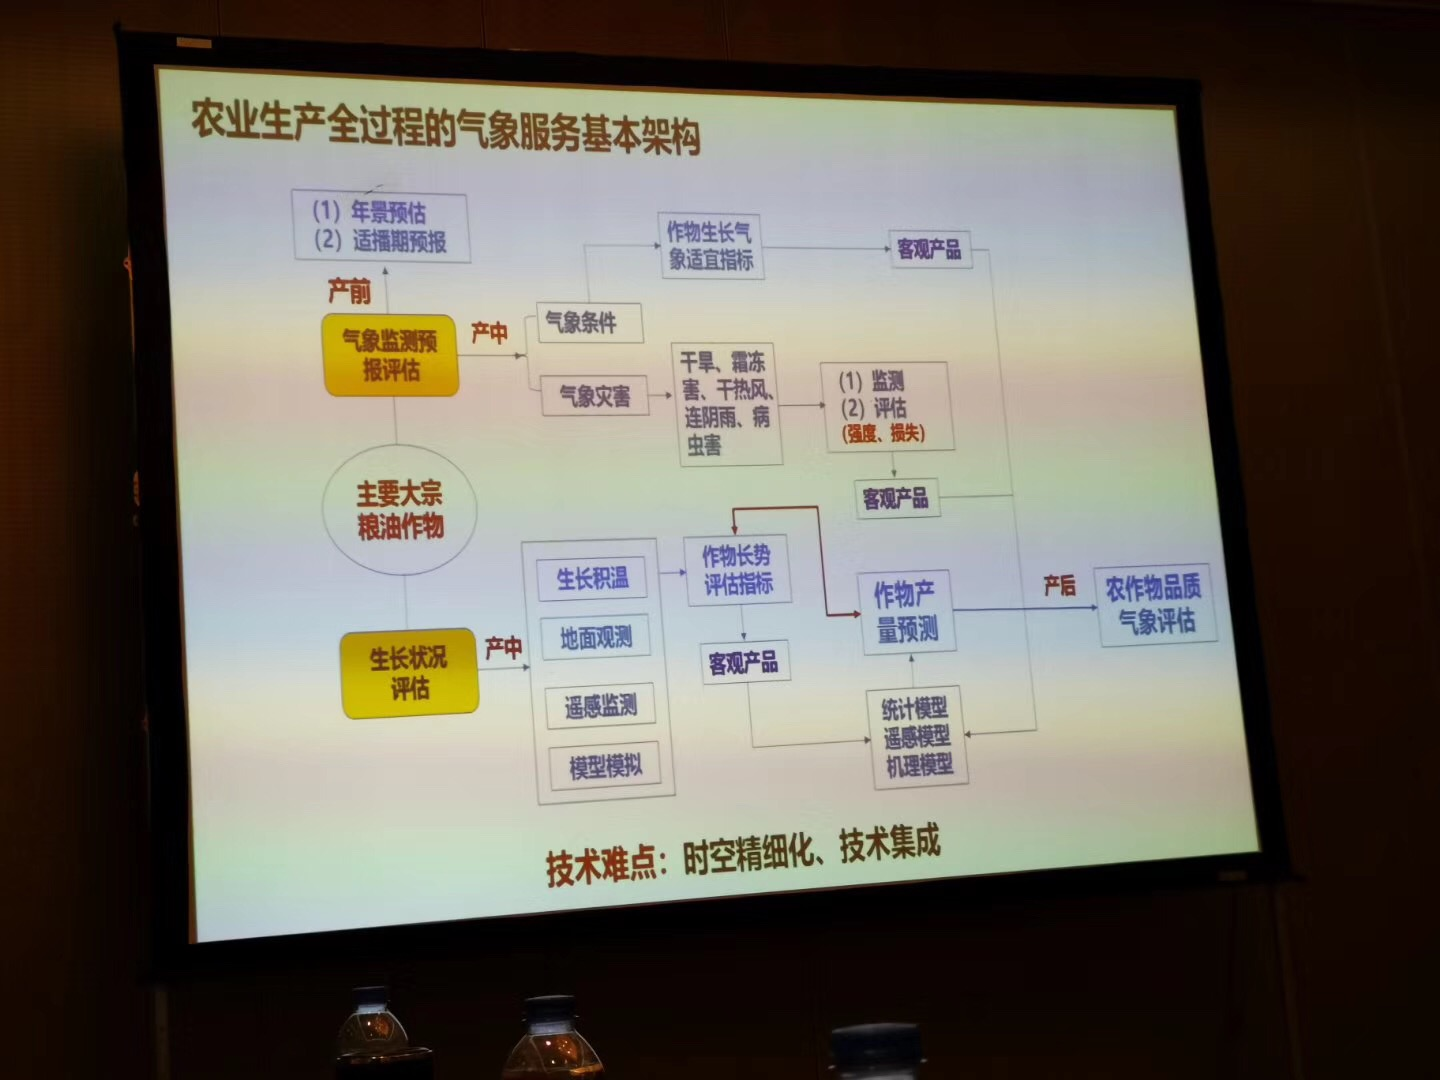 农业生产全过程的气象服务基本架构
(1) 年景预估
(2) 适播期预报
产前
气象监测预
报评估
产中
气象条件
气象灾害
作物生长气
象适宜指标
客观产品
干旱、霜冻
害、干热风、
连阴雨、病
虫害
(1) 监测
(2) 评估
(强度、损失)
客观产品
主要大宗
粮油作物
生长状况
评估
产中
生长积温
地面观测
遥感监测
模型模拟
作物长势
评估指标
客观产品
作物产
量预测
统计模型
遥感模型
机理模型
产后
农作物品质
气象评估
技术难点：时空精细化、技术集成